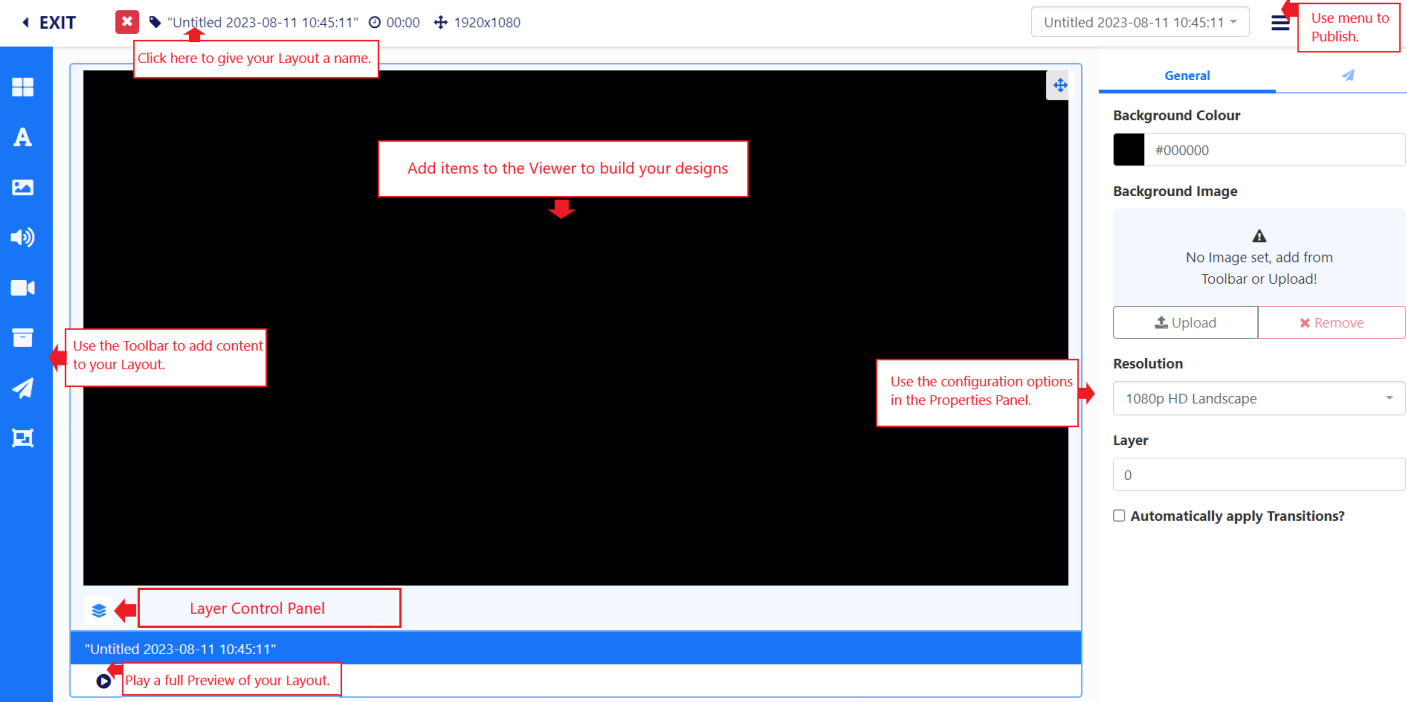 EXIT
"Untitled 2023-08-11 10:45:11" 00:00 1920x1080
Untitled 2023-08-11 10:45:11
Use menu to
Publish.
Click here to give your Layout a name.
General
Background Colour
#000000
Add items to the Viewer to build your designs
Background Image
No Image set, add from
Toolbar or Upload!
Upload
Remove
Use the Toolbar to add content
to your Layout.
Resolution
Use the configuration options
in the Properties Panel.
1080p HD Landscape
Layer
0
Automatically apply Transitions?
Layer Control Panel
"Untitled 2023-08-11 10:45:11"
Play a full Preview of your Layout.